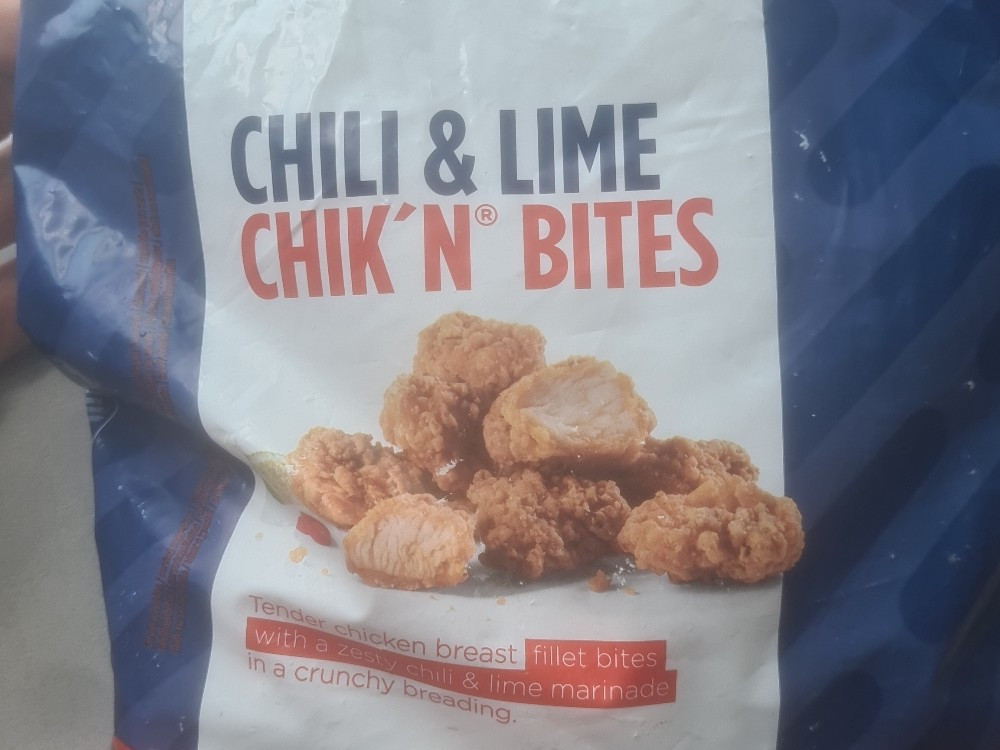 CHILI & LIME
CHIK´N® BITES
Tender chicken breast fillet bites
with a zesty chili & lime marinade
in a crunchy breading.